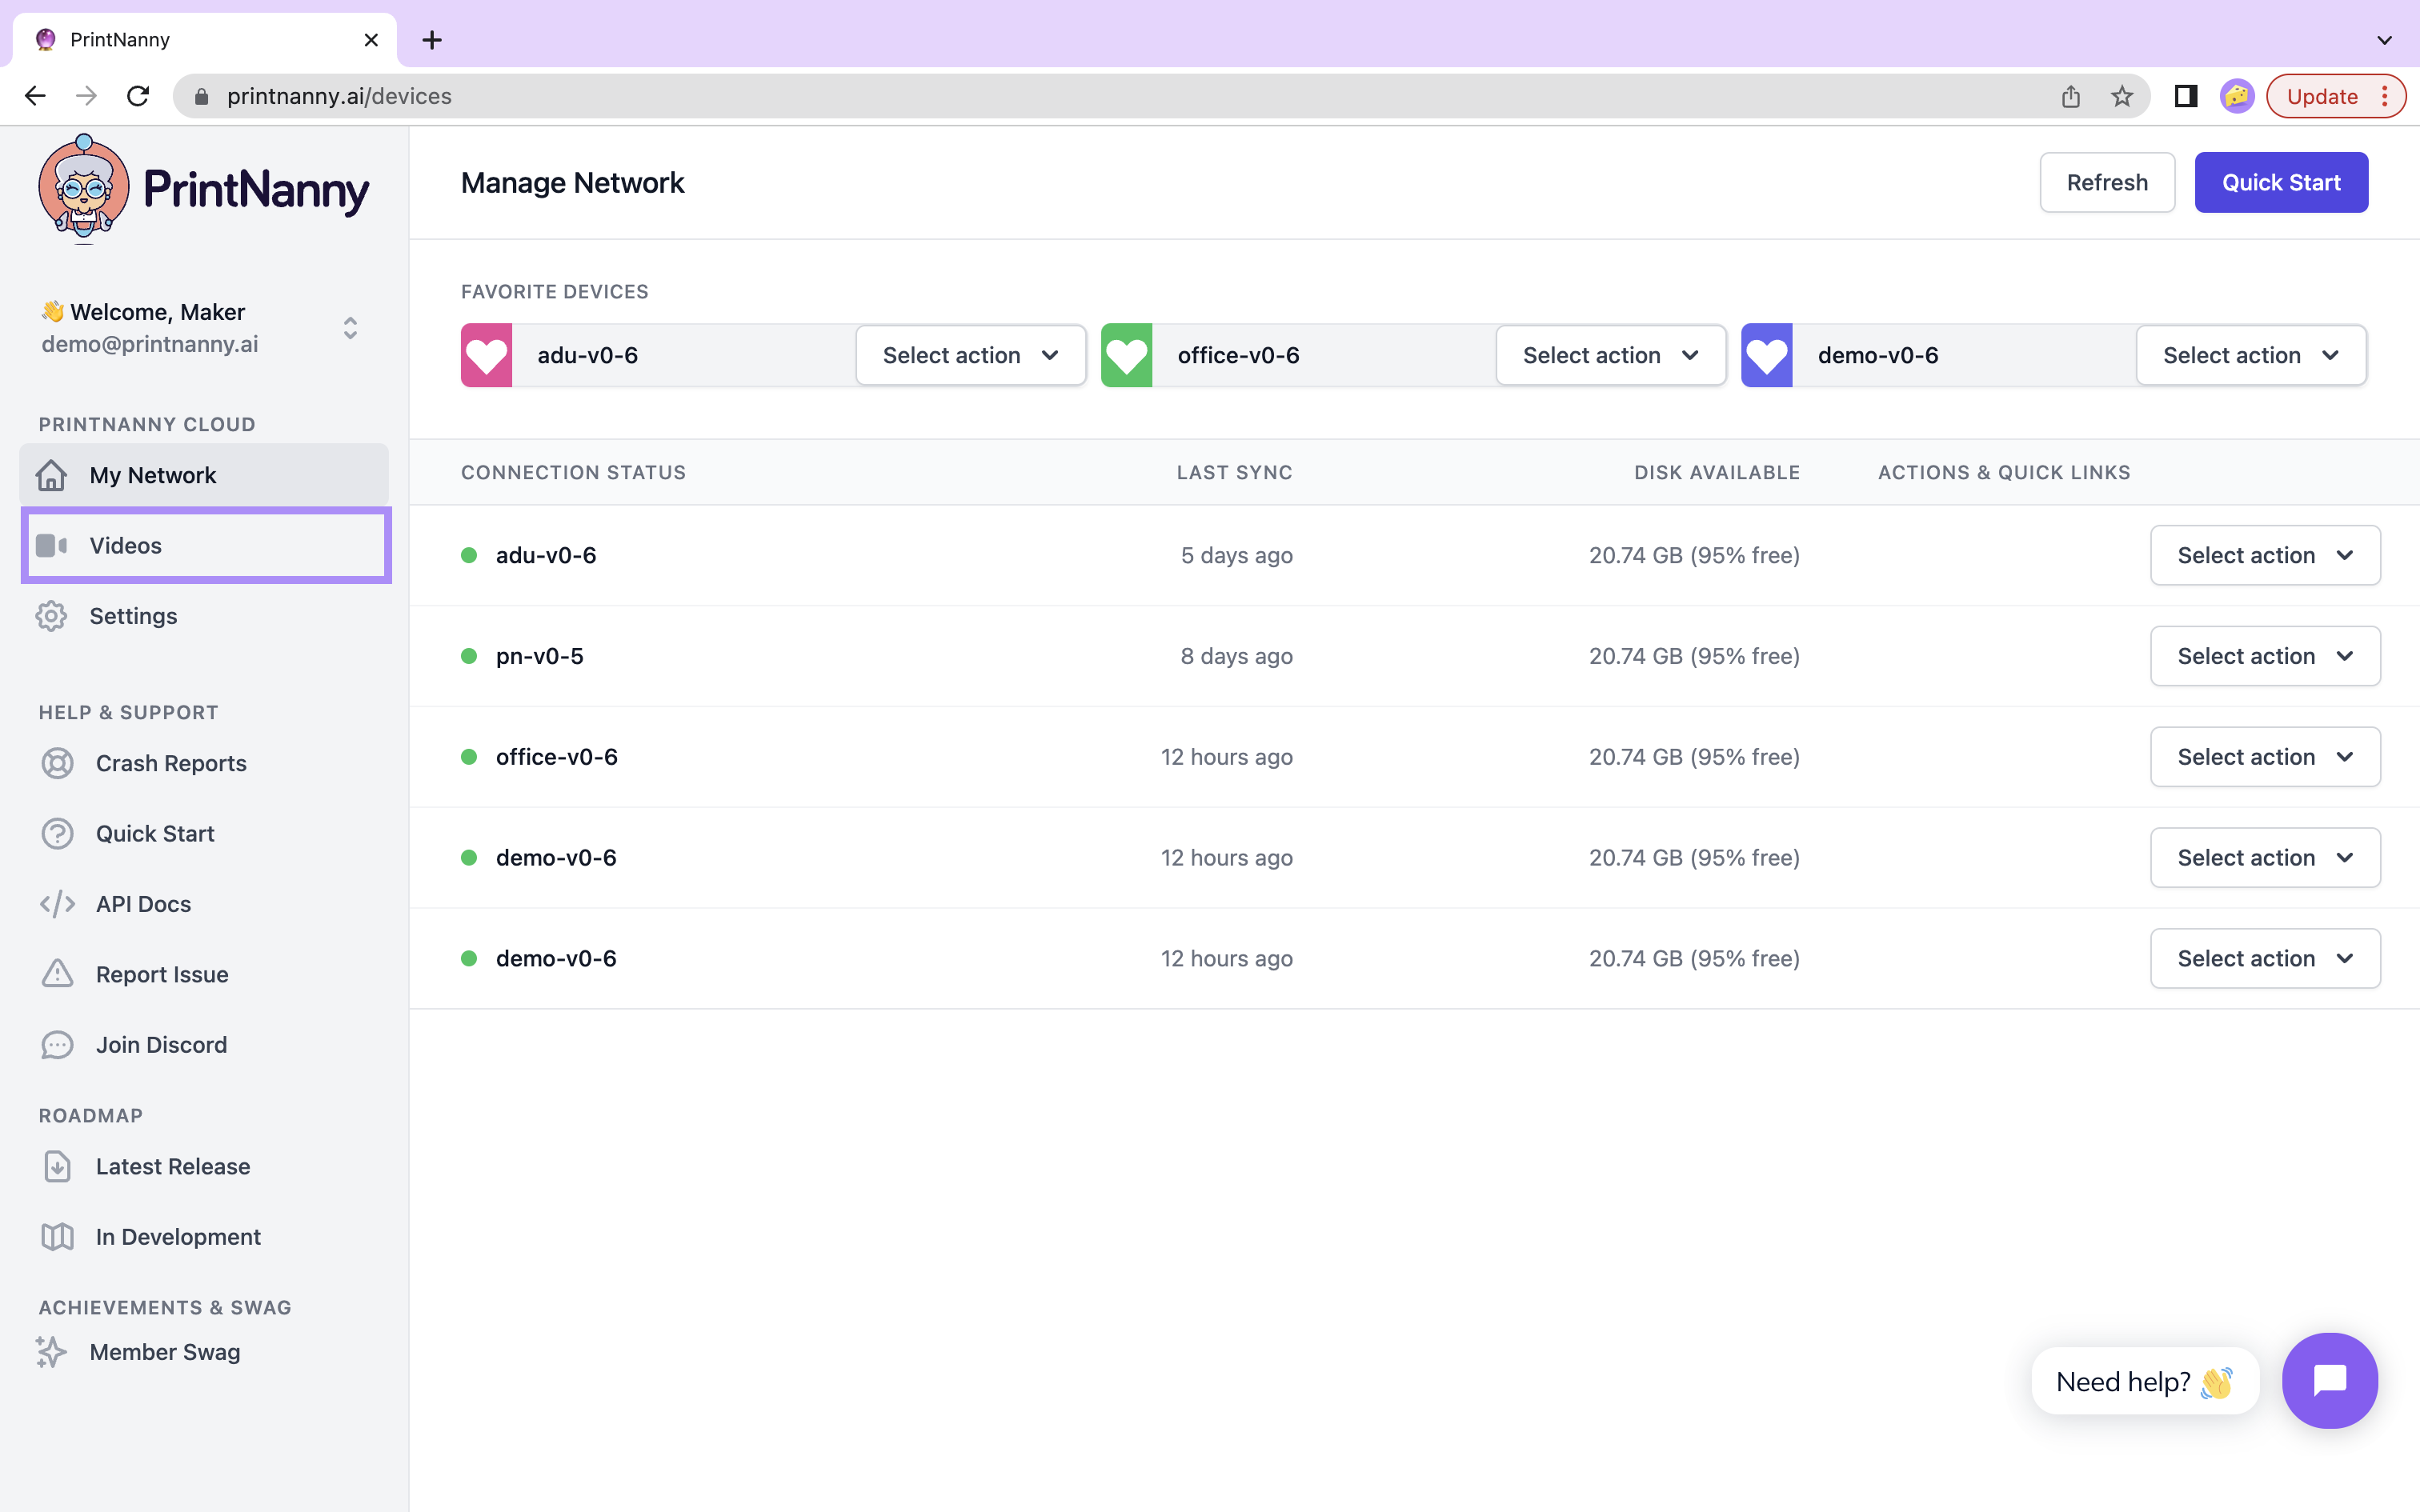 PrintNanny
printnanny.ai/devices
Update
PrintNanny
👋 Welcome, Maker
demo@printnanny.ai
PRINTNANNY CLOUD
My Network
Videos
Settings
HELP & SUPPORT
Crash Reports
Quick Start
API Docs
Report Issue
Join Discord
ROADMAP
Latest Release
In Development
ACHIEVEMENTS & SWAG
Member Swag
Manage Network
Refresh
Quick Start
FAVORITE DEVICES
adu-v0-6 Select action
office-v0-6 Select action
demo-v0-6 Select action
CONNECTION STATUS LAST SYNC DISK AVAILABLE ACTIONS & QUICK LINKS
adu-v0-6 5 days ago 20.74 GB (95% free) Select action
pn-v0-5 8 days ago 20.74 GB (95% free) Select action
office-v0-6 12 hours ago 20.74 GB (95% free) Select action
demo-v0-6 12 hours ago 20.74 GB (95% free) Select action
demo-v0-6 12 hours ago 20.74 GB (95% free) Select action
Need help? 👋